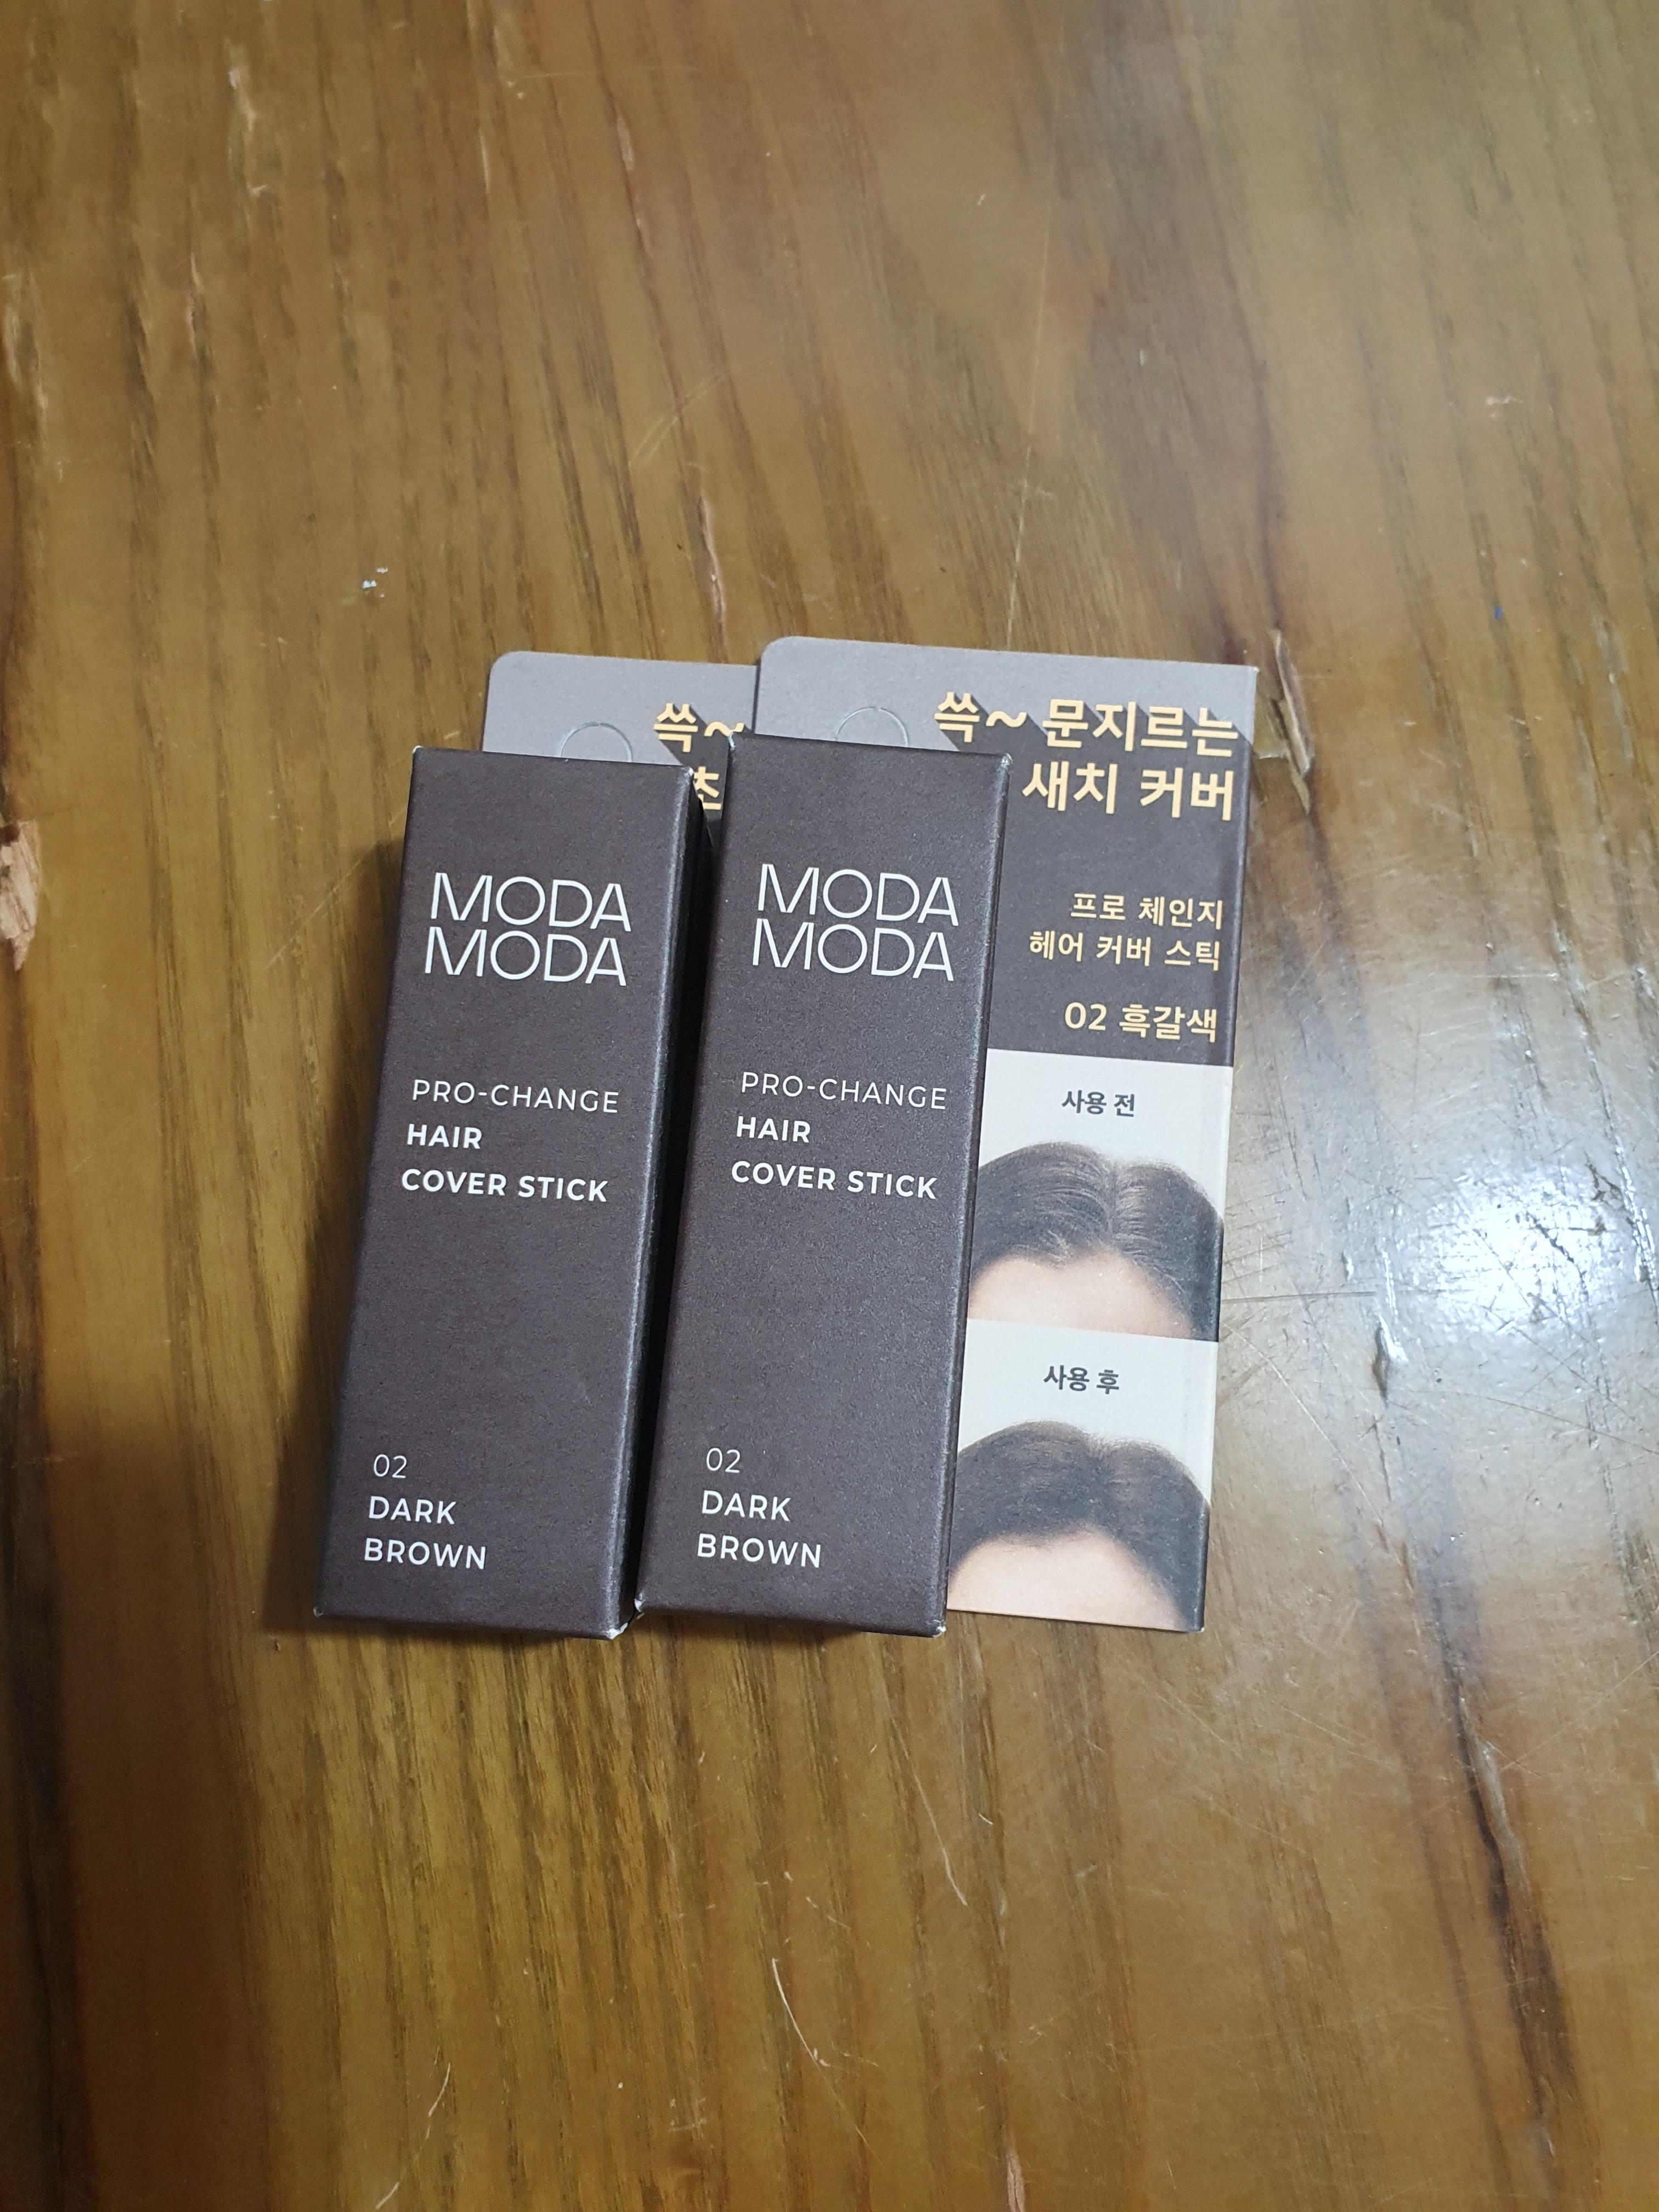 MODA
MODA
PRO-CHANGE
HAIR
COVER STICK
02
DARK
BROWN
쓱~
MODA
MODA
PRO-CHANGE
HAIR
COVER STICK
02
DARK
BROWN
쓱~ 문지르는
새치 커버
프로 체인지
헤어 커버 스틱
02 흑갈색
사용 전
사용 후